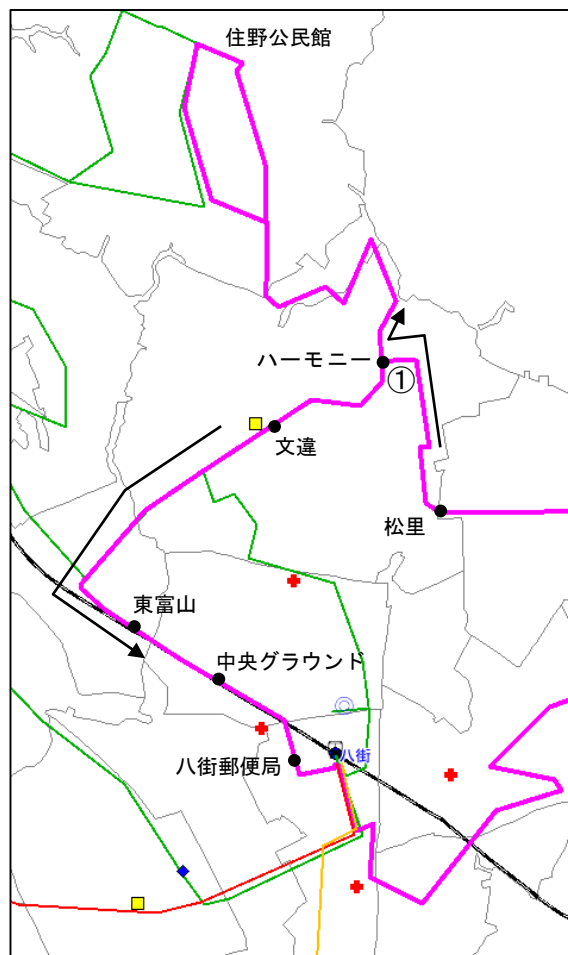 住野公民館
ハーモニー
①
文違
松里
東富山
中央グラウンド
八街郵便局
八街